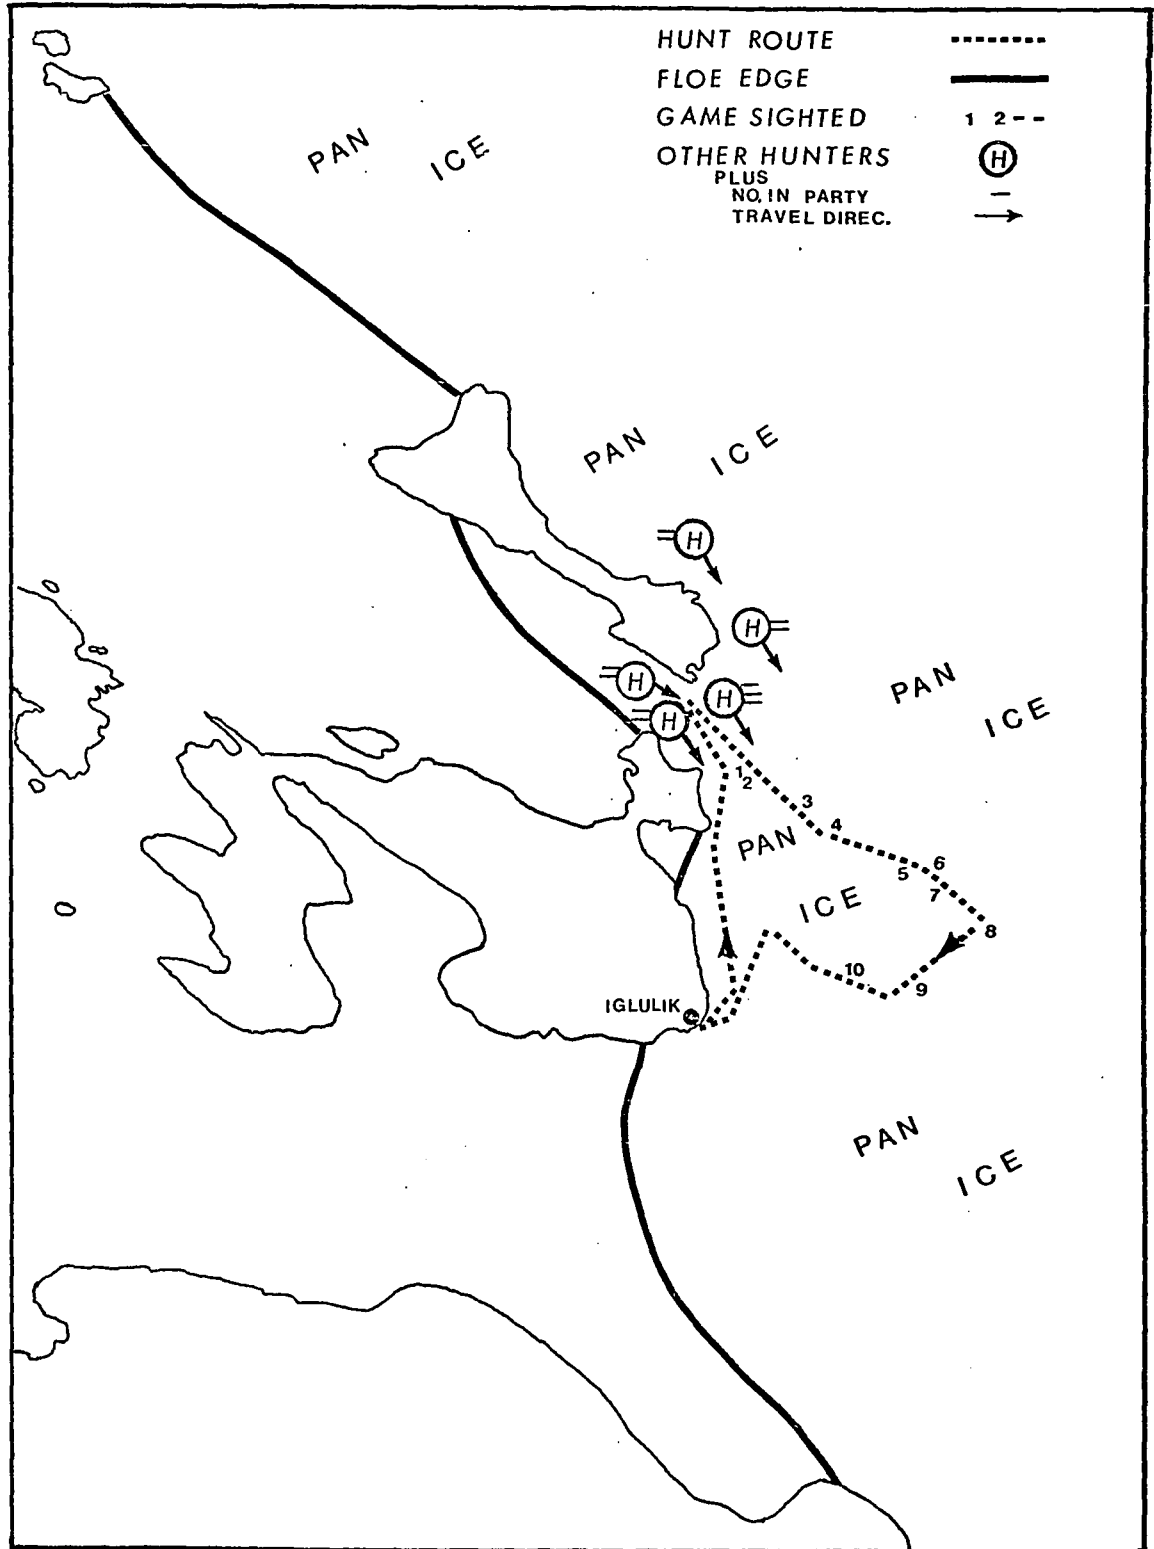 HUNT ROUTE
FLOE EDGE
GAME SIGHTED 1 2--
OTHER HUNTERS H
PLUS
NO. IN PARTY
TRAVEL DIREC.
PAN ICE
PAN ICE
H
H
PAN ICE
H
H
H
1
2
3
4
PAN ICE
5
6
7
8
9
10
IGLULIK
PAN ICE